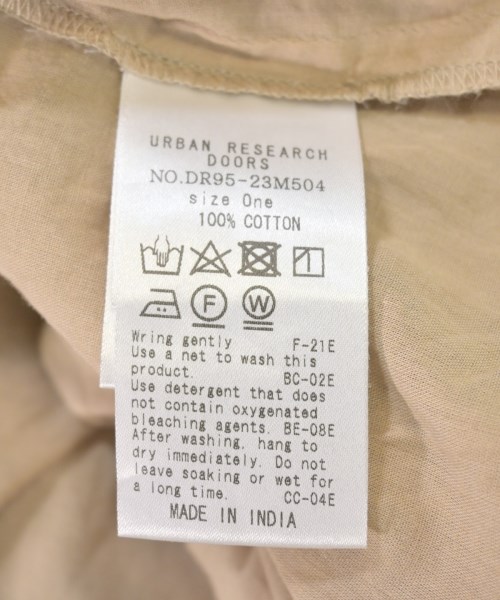 URBAN RESEARCH
DOORS
NO.DR95-23M504
size One
100% COTTON
F W
Wring gently F-21E
Use a net to wash this
product. BC-02E
Use detergent that does
not contain oxygenated
bleaching agents. BE-08E
After washing, hang to
dry immediately. Do not
leave soaking or wet for
a long time. CC-04E
MADE IN INDIA